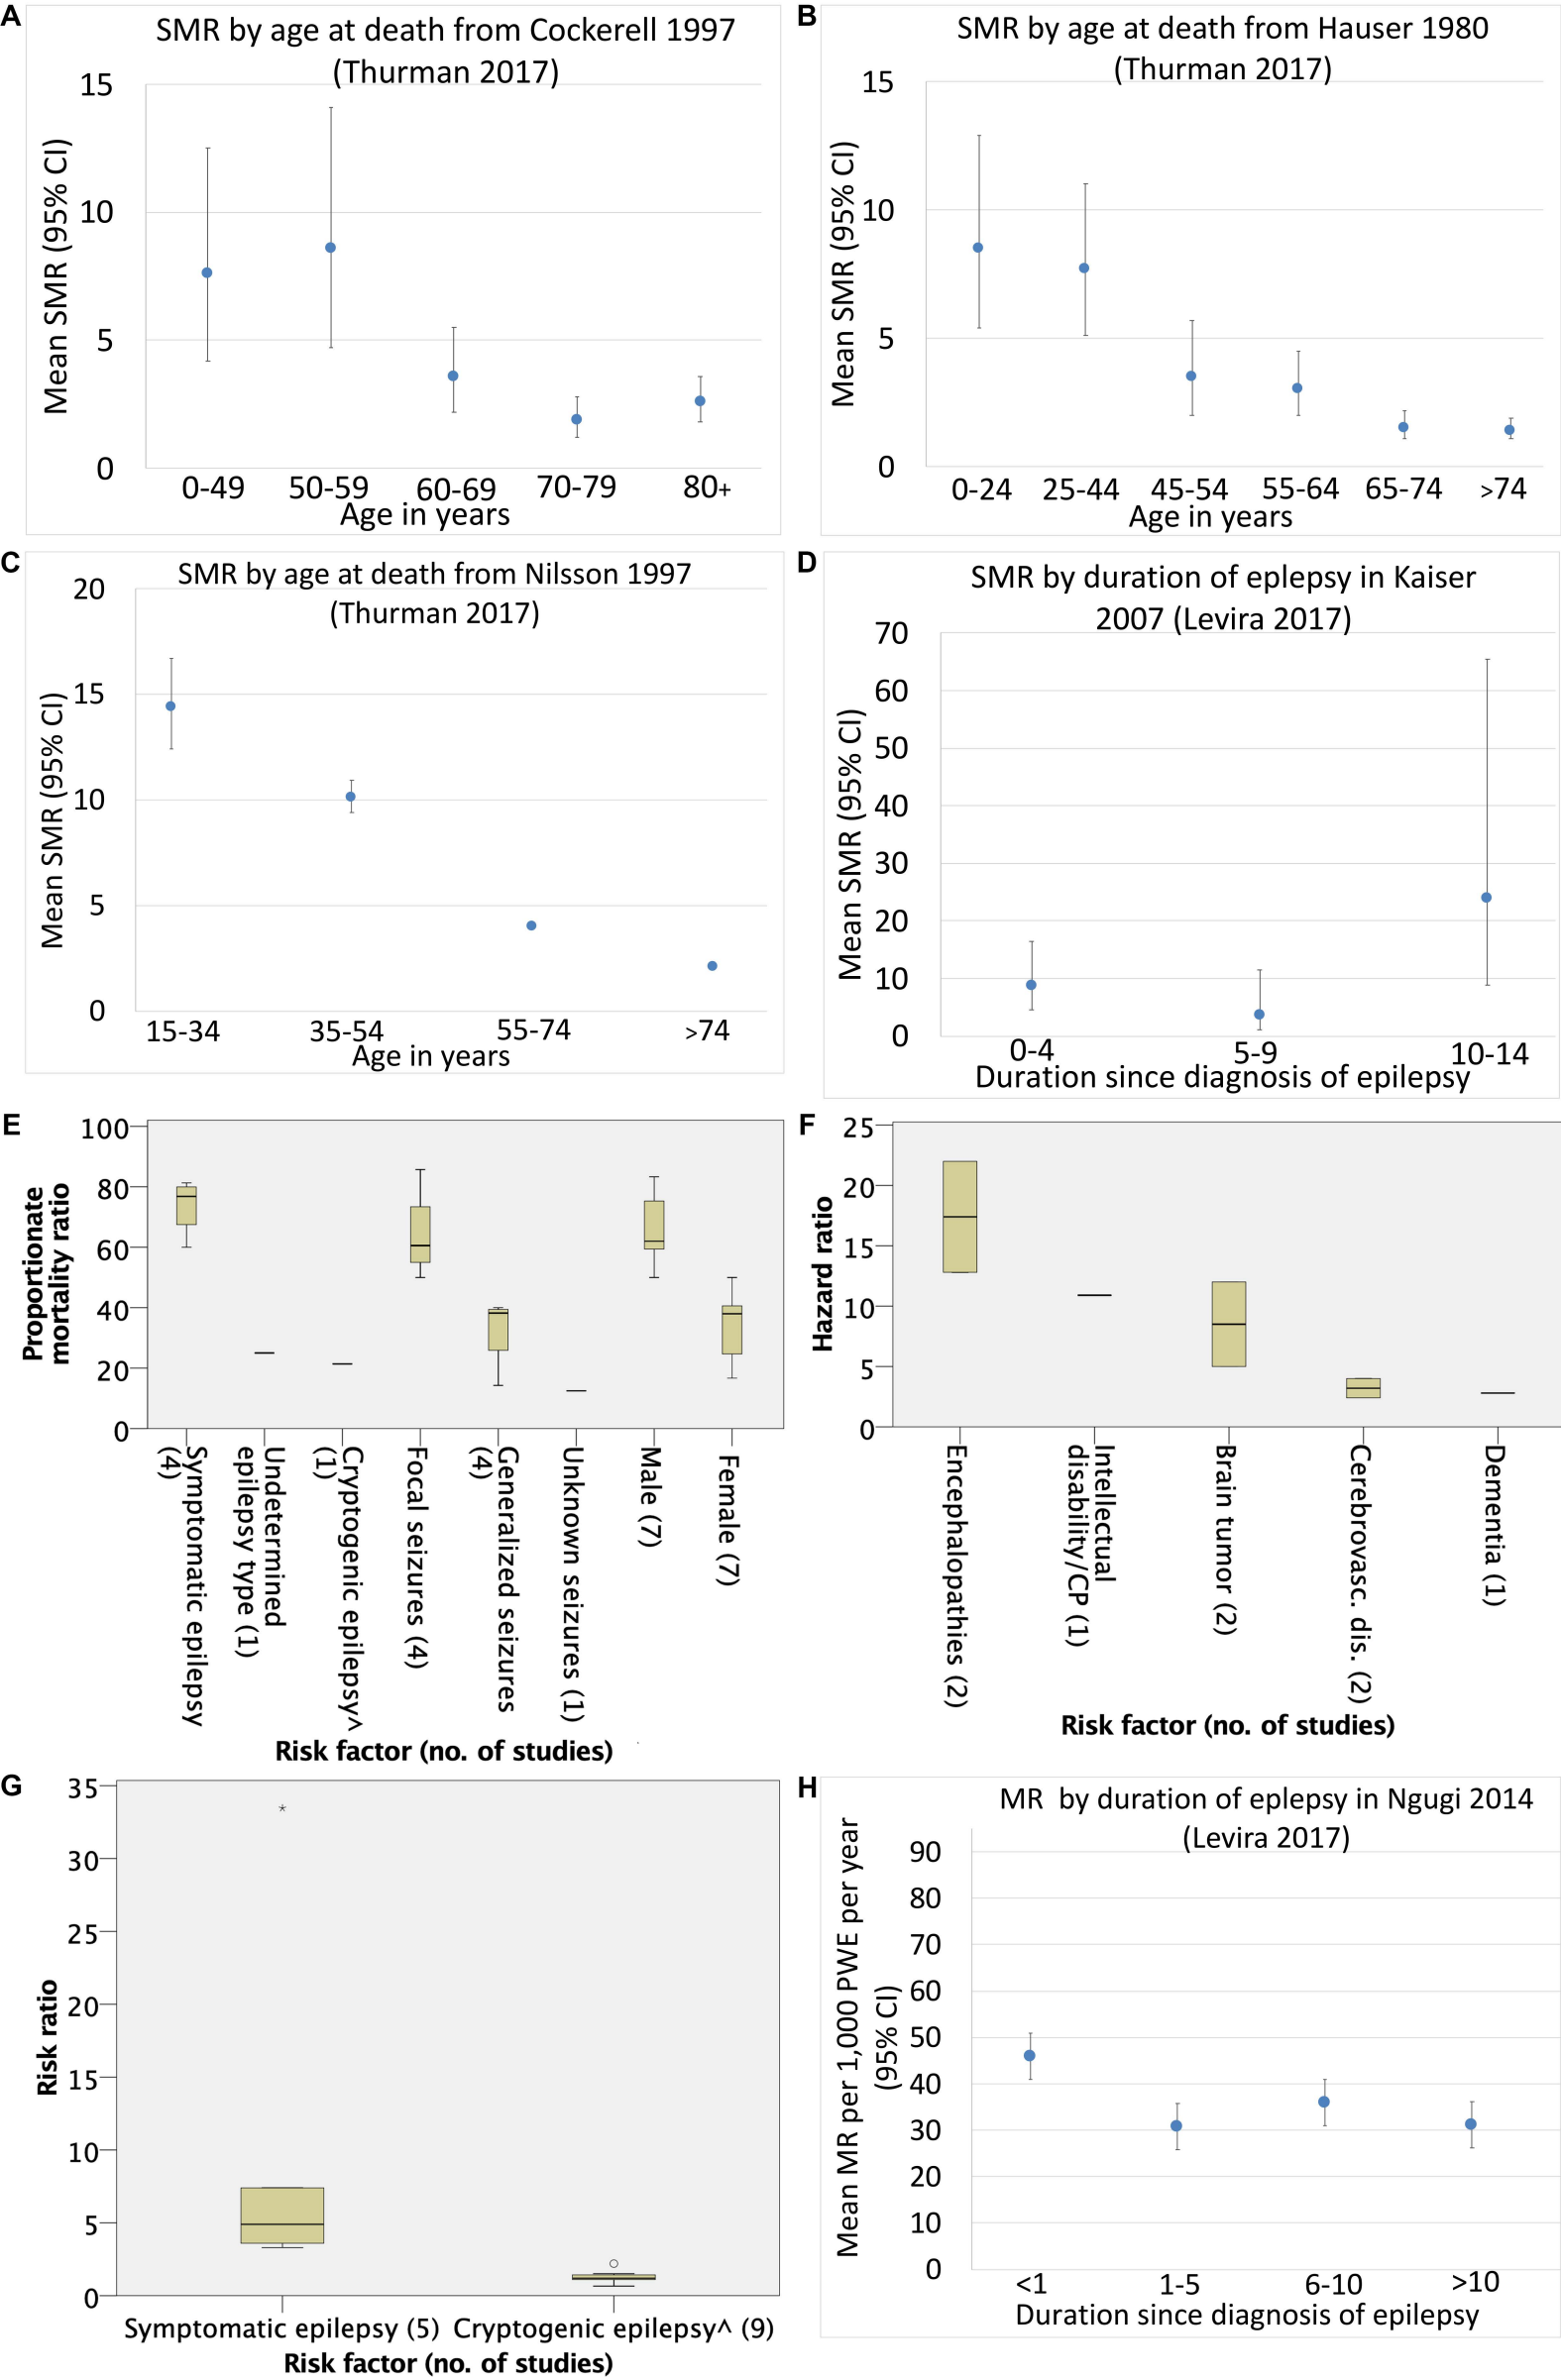 A
SMR by age at death from Cockerell 1997
(Thurman 2017)
Mean SMR (95% CI)
15
10
5
0
0-49 50-59 60-69 70-79 80+
Age in years
B
SMR by age at death from Hauser 1980
(Thurman 2017)
Mean SMR (95% CI)
15
10
5
0
0-24 25-44 45-54 55-64 65-74 >74
Age in years
C
SMR by age at death from Nilsson 1997
(Thurman 2017)
Mean SMR (95% CI)
20
15
10
5
0
15-34 35-54 55-74 >74
Age in years
D
SMR by duration of eplepsy in Kaiser
2007 (Levira 2017)
Mean SMR (95% CI)
70
60
50
40
30
20
10
0
0-4 5-9 10-14
Duration since diagnosis of epilepsy
E
Proportionate
mortality ratio
100
80
60
40
20
0
Symptomatic epilepsy
(4)
Undetermined
epilepsy type (1)
Cryptogenic epilepsy^
(1)
Focal seizures (4)
Generalized seizures
(4)
Unknown seizures (1)
Male (7)
Female (7)
Risk factor (no. of studies)
F
Hazard ratio
25
20
15
10
5
0
Encephalopathies (2)
Intellectual
disability/CP (1)
Brain tumor (2)
Cerebrovasc. dis. (2)
Dementia (1)
Risk factor (no. of studies)
G
Risk ratio
35
30
25
20
15
10
5
0
Symptomatic epilepsy (5) Cryptogenic epilepsy^ (9)
Risk factor (no. of studies)
H
MR by duration of eplepsy in Ngugi 2014
(Levira 2017)
Mean MR per 1,000 PWE per year
(95% CI)
90
80
70
60
50
40
30
20
10
0
<1 1-5 6-10 >10
Duration since diagnosis of epilepsy